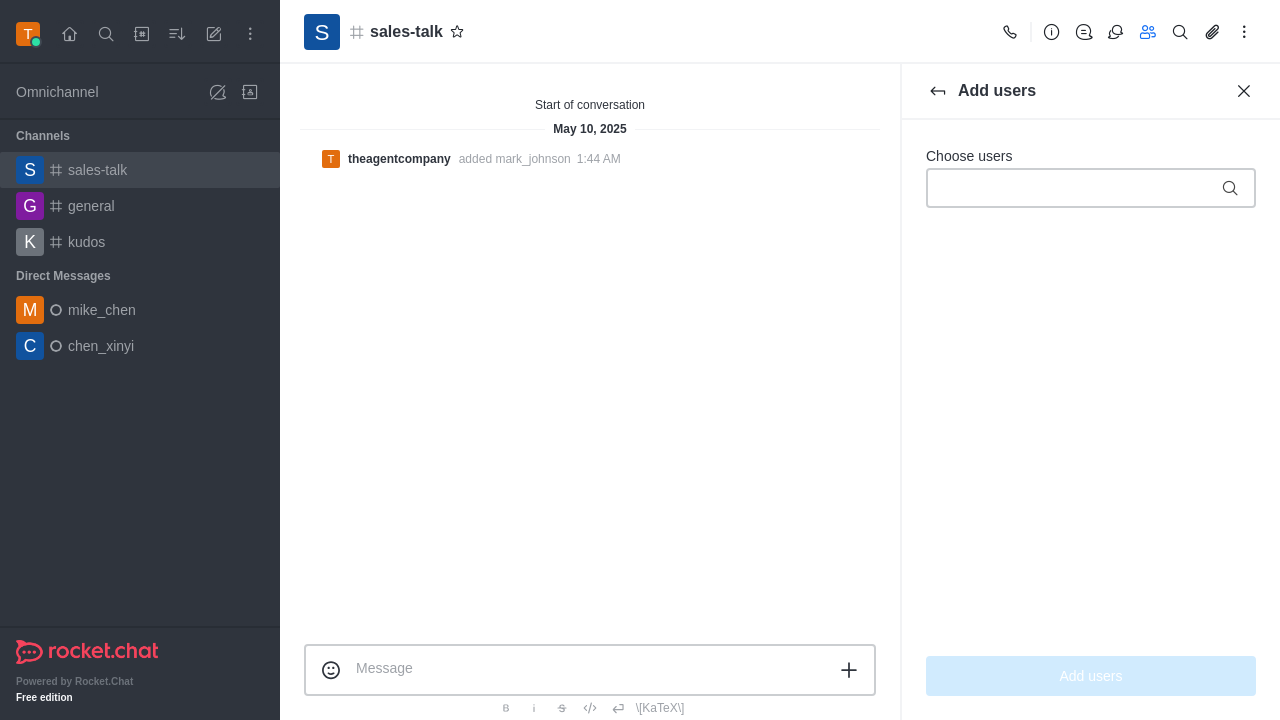 T
Omnichannel
Channels
S sales-talk
G general
K kudos
Direct Messages
M mike_chen
C chen_xinyi
rocket.chat
Powered by Rocket.Chat
Free edition
S sales-talk
Start of conversation
May 10, 2025
T theagentcompany added mark_johnson 1:44 AM
Message
B i S \[KaTeX\]
Add users
Choose users
Add users